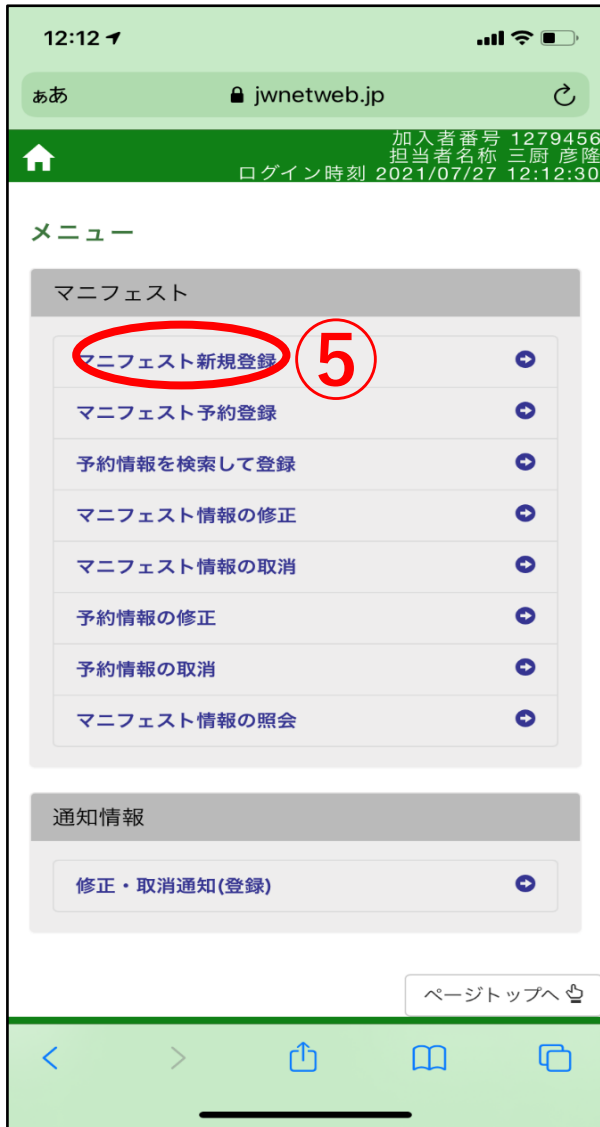 12:12
ぁあ
jwnetweb.jp
加入者番号 1279456
担当者名称 三厨 彦隆
ログイン時刻 2021/07/27 12:12:30
メニュー
マニフェスト
マニフェスト新規登録
⑤
マニフェスト予約登録
予約情報を検索して登録
マニフェスト情報の修正
マニフェスト情報の取消
予約情報の修正
予約情報の取消
マニフェスト情報の照会
通知情報
修正・取消通知(登録)
ページトップへ